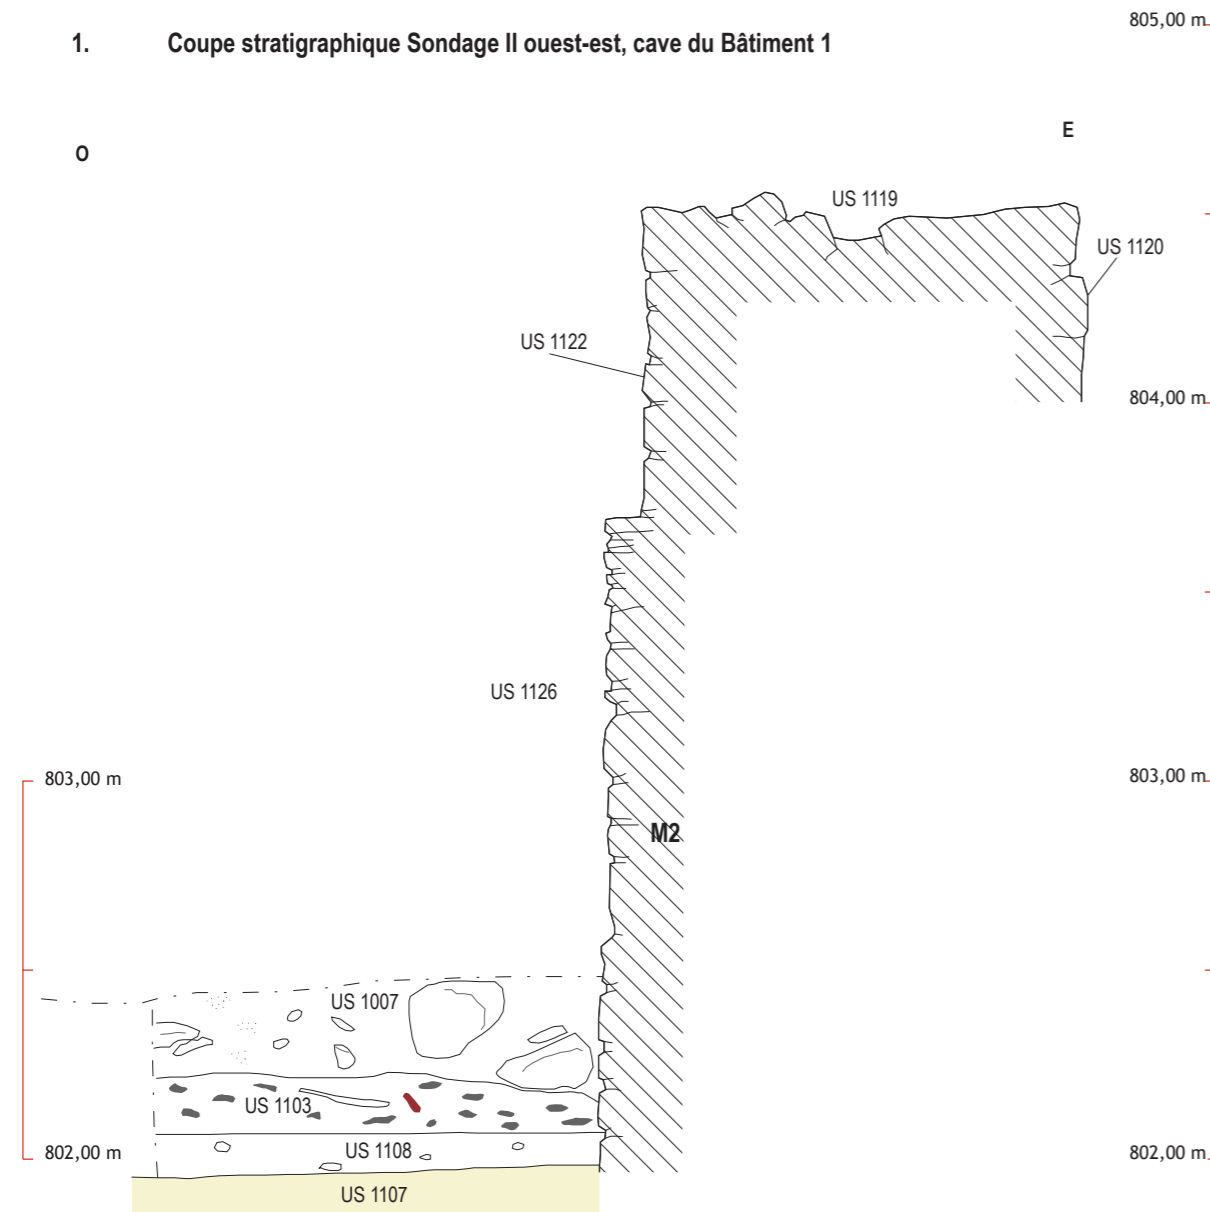 805,00 m
1. Coupe stratigraphique Sondage II ouest-est, cave du Bâtiment 1
E
O
US 1119
US 1120
US 1122
804,00 m
US 1126
803,00 m
803,00 m
M2
US 1007
US 1103
US 1108
802,00 m
802,00 m
US 1107